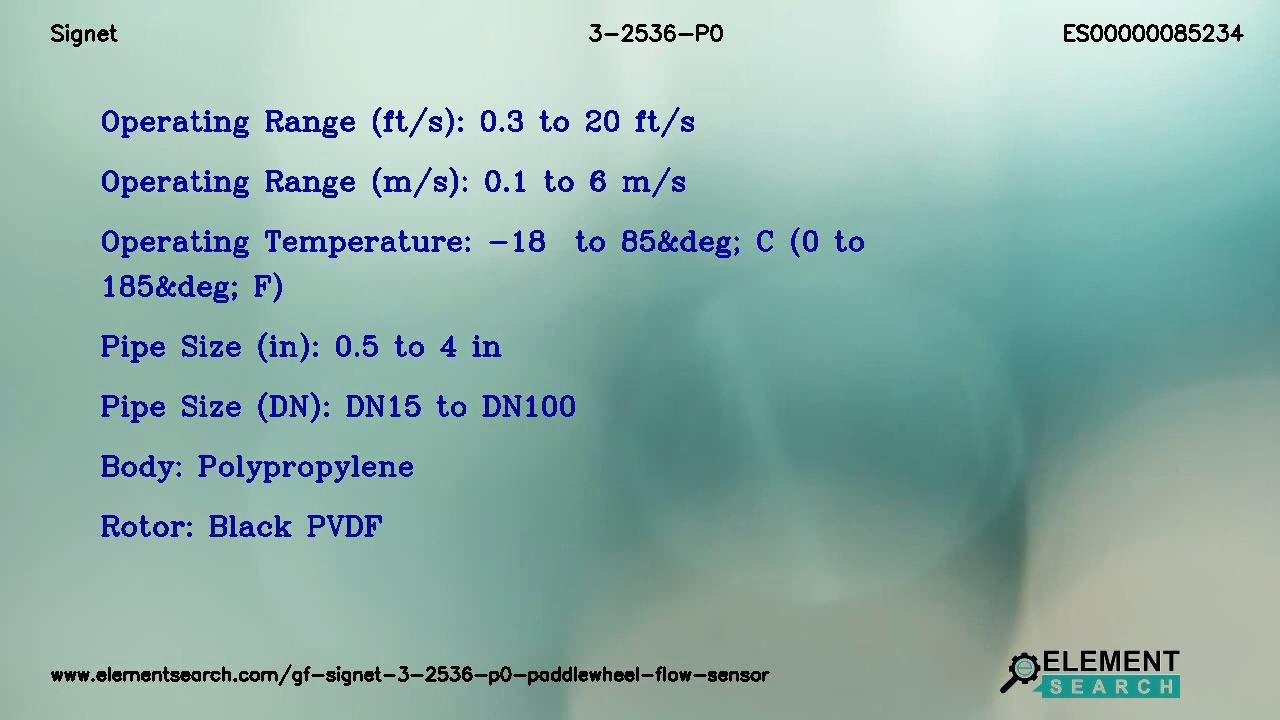 Signet
3-2536-P0
ES00000085234
Operating Range (ft/s): 0.3 to 20 ft/s
Operating Range (m/s): 0.1 to 6 m/s
Operating Temperature: -18  to 85&deg; C (0 to
185&deg; F)
Pipe Size (in): 0.5 to 4 in
Pipe Size (DN): DN15 to DN100
Body: Polypropylene
Rotor: Black PVDF
www.elementsearch.com/gf-signet-3-2536-p0-paddlewheel-flow-sensor
ELEMENT
SEARCH